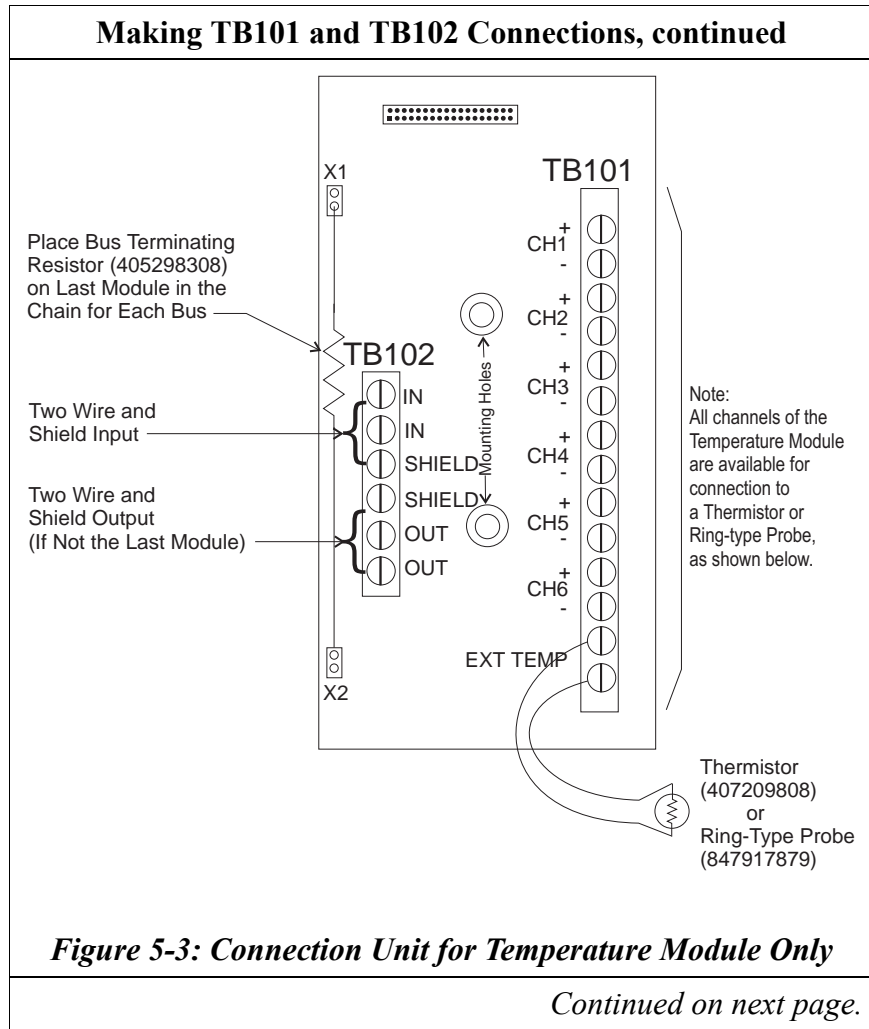 Making TB101 and TB102 Connections, continued
X1
TB101
Place Bus Terminating
Resistor (405298308)
on Last Module in the
Chain for Each Bus
TB102
IN
IN
SHIELD
SHIELD
OUT
OUT
Two Wire and
Shield Input
Two Wire and
Shield Output
(If Not the Last Module)
X2
Mounting Holes
+
CH1
-
+
CH2
-
+
CH3
-
+
CH4
-
+
CH5
-
+
CH6
-
EXT TEMP
Note:
All channels of the
Temperature Module
are available for
connection to
a Thermistor or
Ring-type Probe,
as shown below.
Thermistor
(407209808)
or
Ring-Type Probe
(847917879)
Figure 5-3: Connection Unit for Temperature Module Only
Continued on next page.